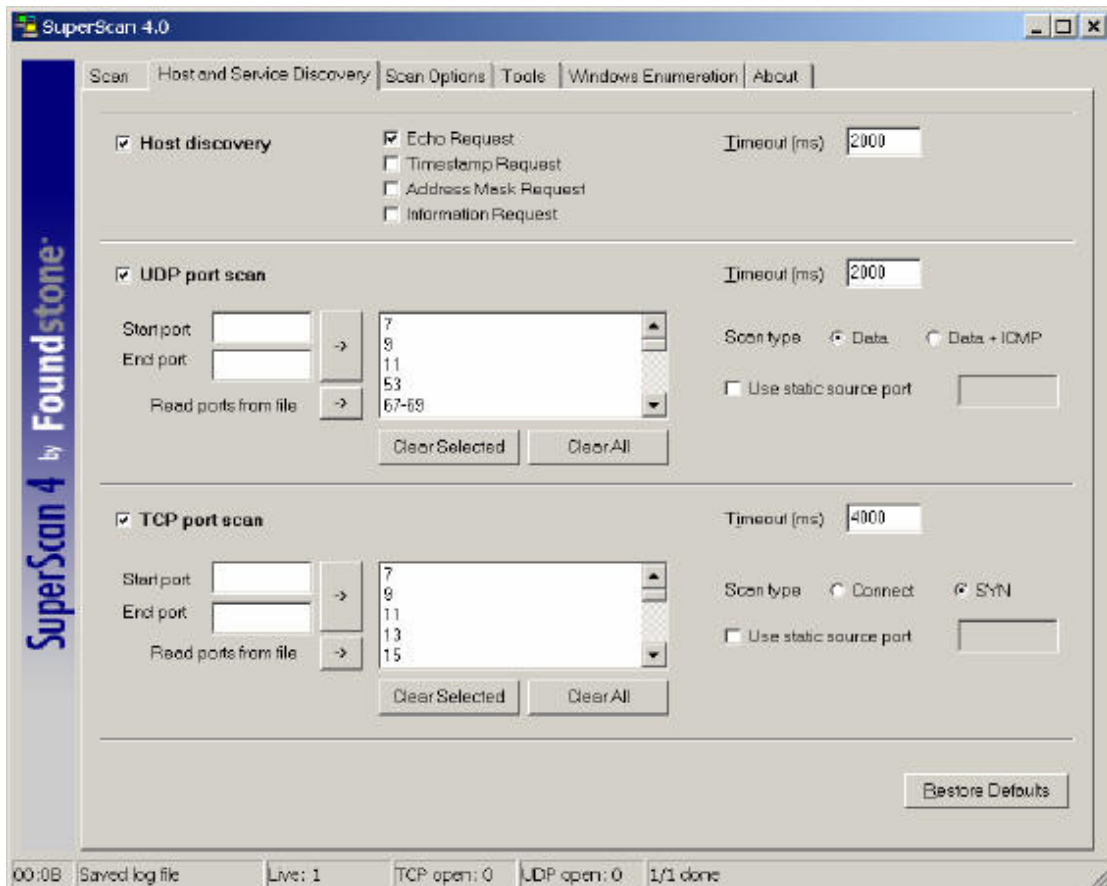 SuperScan 4.0
Scan Host and Service Discovery Scan Options Tools Windows Enumeration About
Host discovery
Echo Request
Timestamp Request
Address Mask Request
Information Request
Timeout (ms) 2000
UDP port scan
Timeout (ms) 2000
Start port
End port
->
Read ports from file ->
7
9
11
53
67-69
Clear Selected Clear All
Scan type Data Data + ICMP
Use static source port
TCP port scan
Timeout (ms) 4000
Start port
End port
->
Read ports from file ->
7
9
11
13
15
Clear Selected Clear All
Scan type Connect SYN
Use static source port
Restore Defaults
SuperScan 4 by Foundstone
00:08 Saved log file Live: 1 TCP open: 0 UDP open: 0 1/1 done